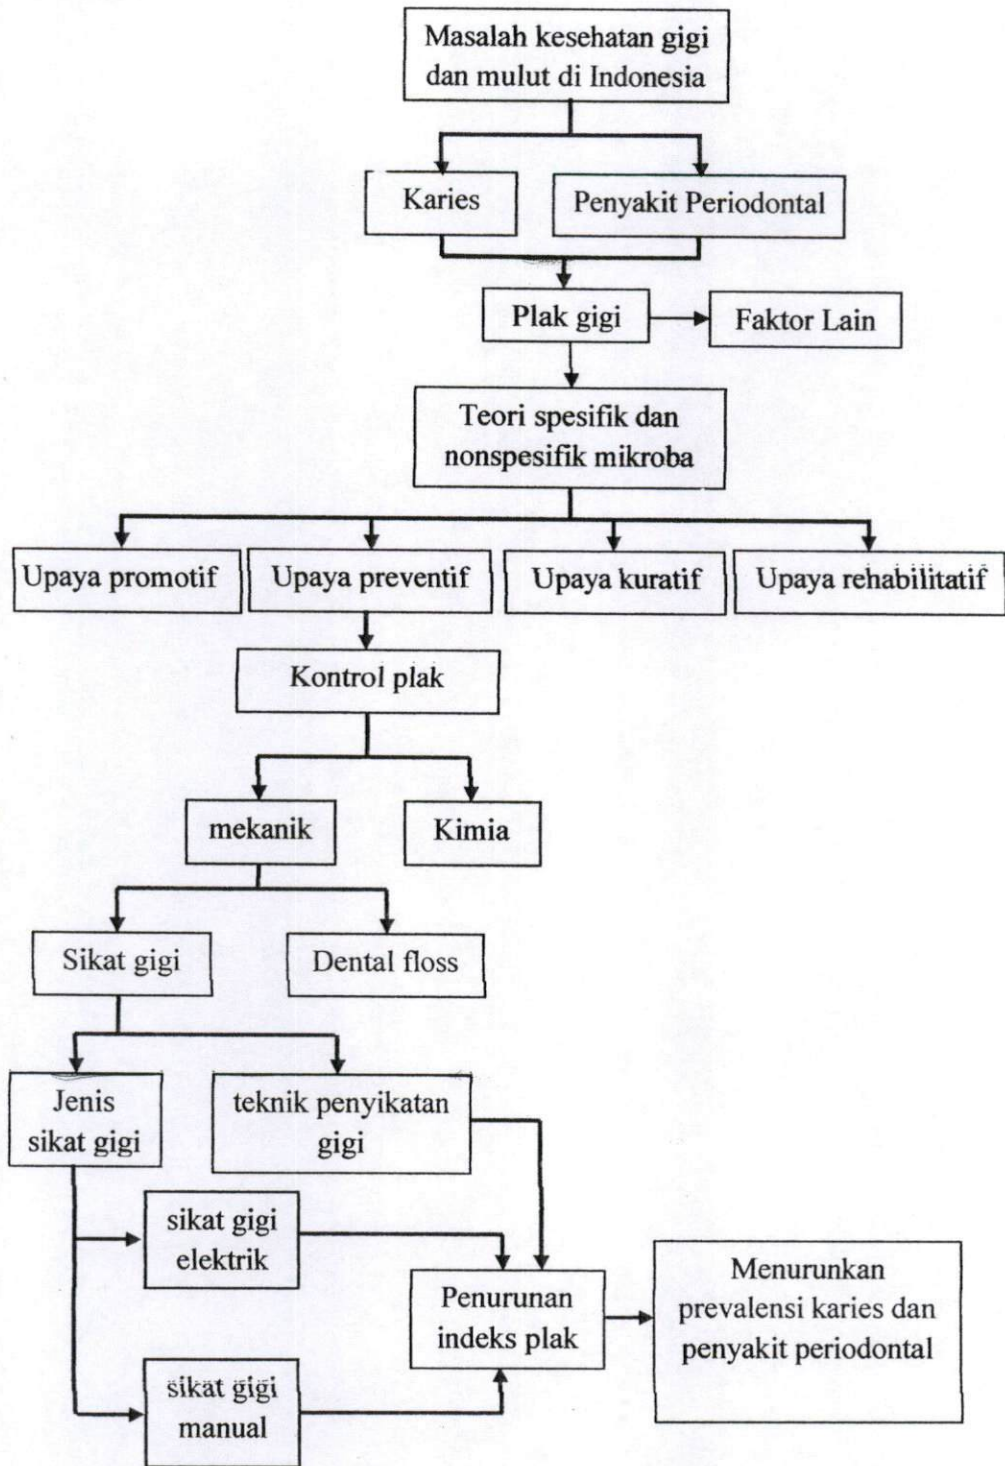 Masalah kesehatan gigi
dan mulut di Indonesia
Karies
Penyakit Periodontal
Plak gigi
Faktor Lain
Teori spesifik dan
nonspesifik mikroba
Upaya promotif
Upaya preventif
Upaya kuratif
Upaya rehabilitatif
Kontrol plak
mekanik
Kimia
Sikat gigi
Dental floss
Jenis
sikat gigi
teknik penyikatan
gigi
sikat gigi
elektrik
Penurunan
indeks plak
Menurunkan
prevalensi karies dan
penyakit periodontal
sikat gigi
manual